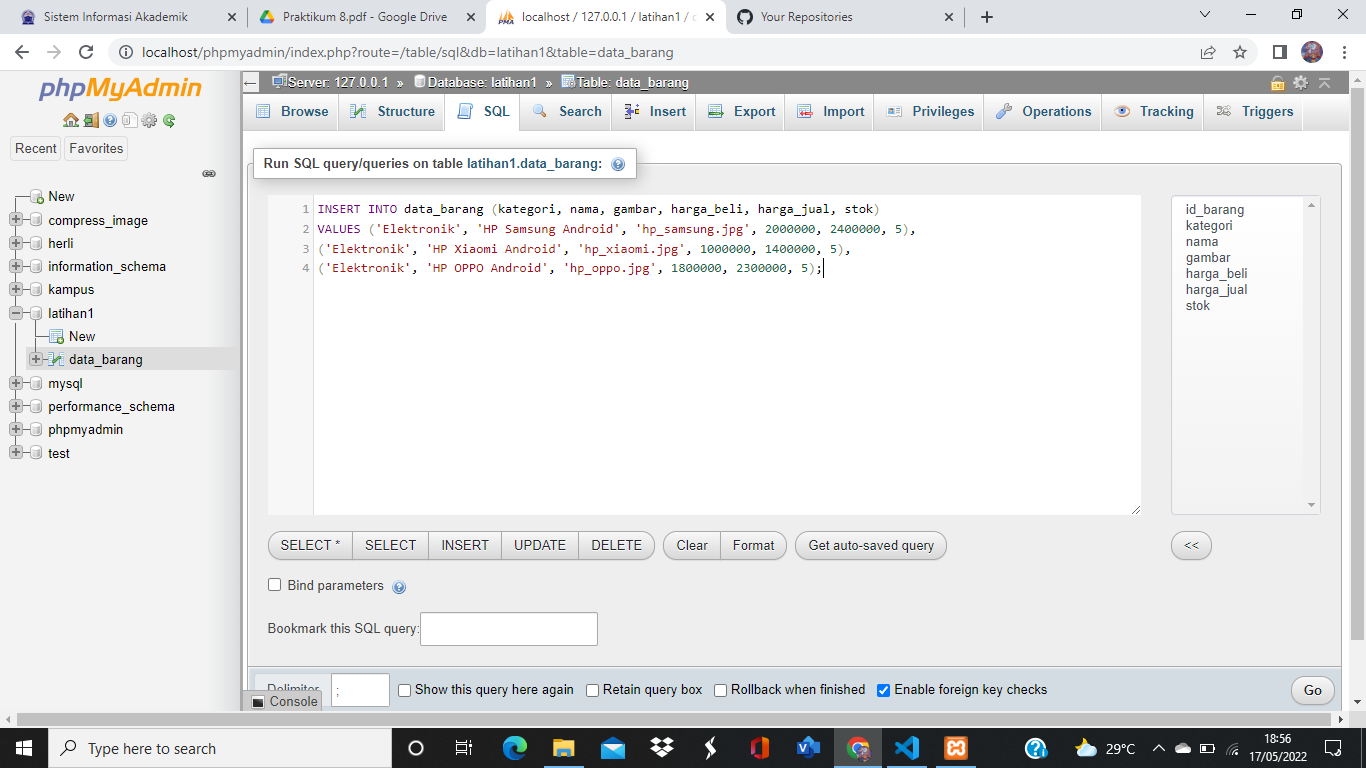 Sistem Informasi Akademik
Praktikum 8.pdf - Google Drive
localhost / 127.0.0.1 / latihan1 /
Your Repositories
localhost/phpmyadmin/index.php?route=/table/sql&db=latihan1&table=data_barang
phpMyAdmin
Recent
Favorites
New
compress_image
herli
information_schema
kampus
latihan1
New
data_barang
mysql
performance_schema
phpmyadmin
test
Server: 127.0.0.1 » Database: latihan1 » Table: data_barang
Browse
Structure
SQL
Search
Insert
Export
Import
Privileges
Operations
Tracking
Triggers
Run SQL query/queries on table latihan1.data_barang:
1 INSERT INTO data_barang (kategori, nama, gambar, harga_beli, harga_jual, stok)
2 VALUES ('Elektronik', 'HP Samsung Android', 'hp_samsung.jpg', 2000000, 2400000, 5),
3 ('Elektronik', 'HP Xiaomi Android', 'hp_xiaomi.jpg', 1000000, 1400000, 5),
4 ('Elektronik', 'HP OPPO Android', 'hp_oppo.jpg', 1800000, 2300000, 5);
id_barang
kategori
nama
gambar
harga_beli
harga_jual
stok
SELECT *
SELECT
INSERT
UPDATE
DELETE
Clear
Format
Get auto-saved query
<<
Bind parameters
Bookmark this SQL query:
Delimiter
;
Show this query here again
Retain query box
Rollback when finished
Enable foreign key checks
Go
Console
Type here to search
29°C
18:56
17/05/2022